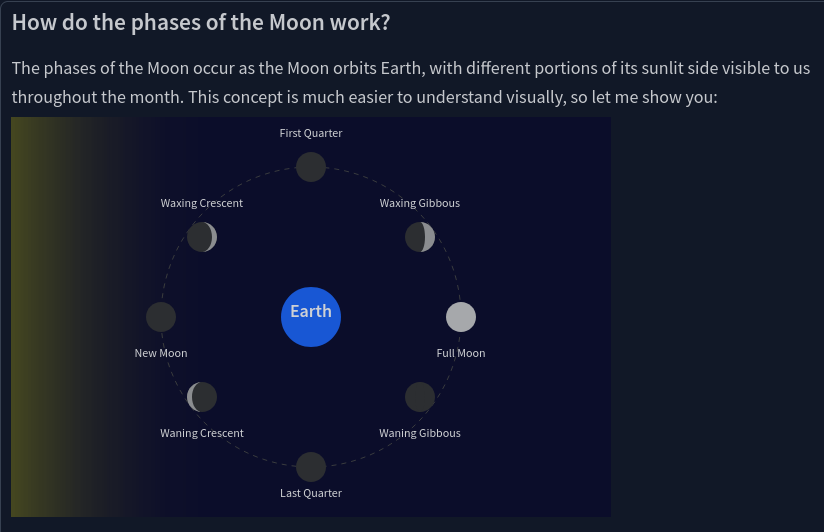 How do the phases of the Moon work?
The phases of the Moon occur as the Moon orbits Earth, with different portions of its sunlit side visible to us
throughout the month. This concept is much easier to understand visually, so let me show you:
First Quarter
Waxing Crescent
Waxing Gibbous
Earth
New Moon
Full Moon
Waning Crescent
Waning Gibbous
Last Quarter